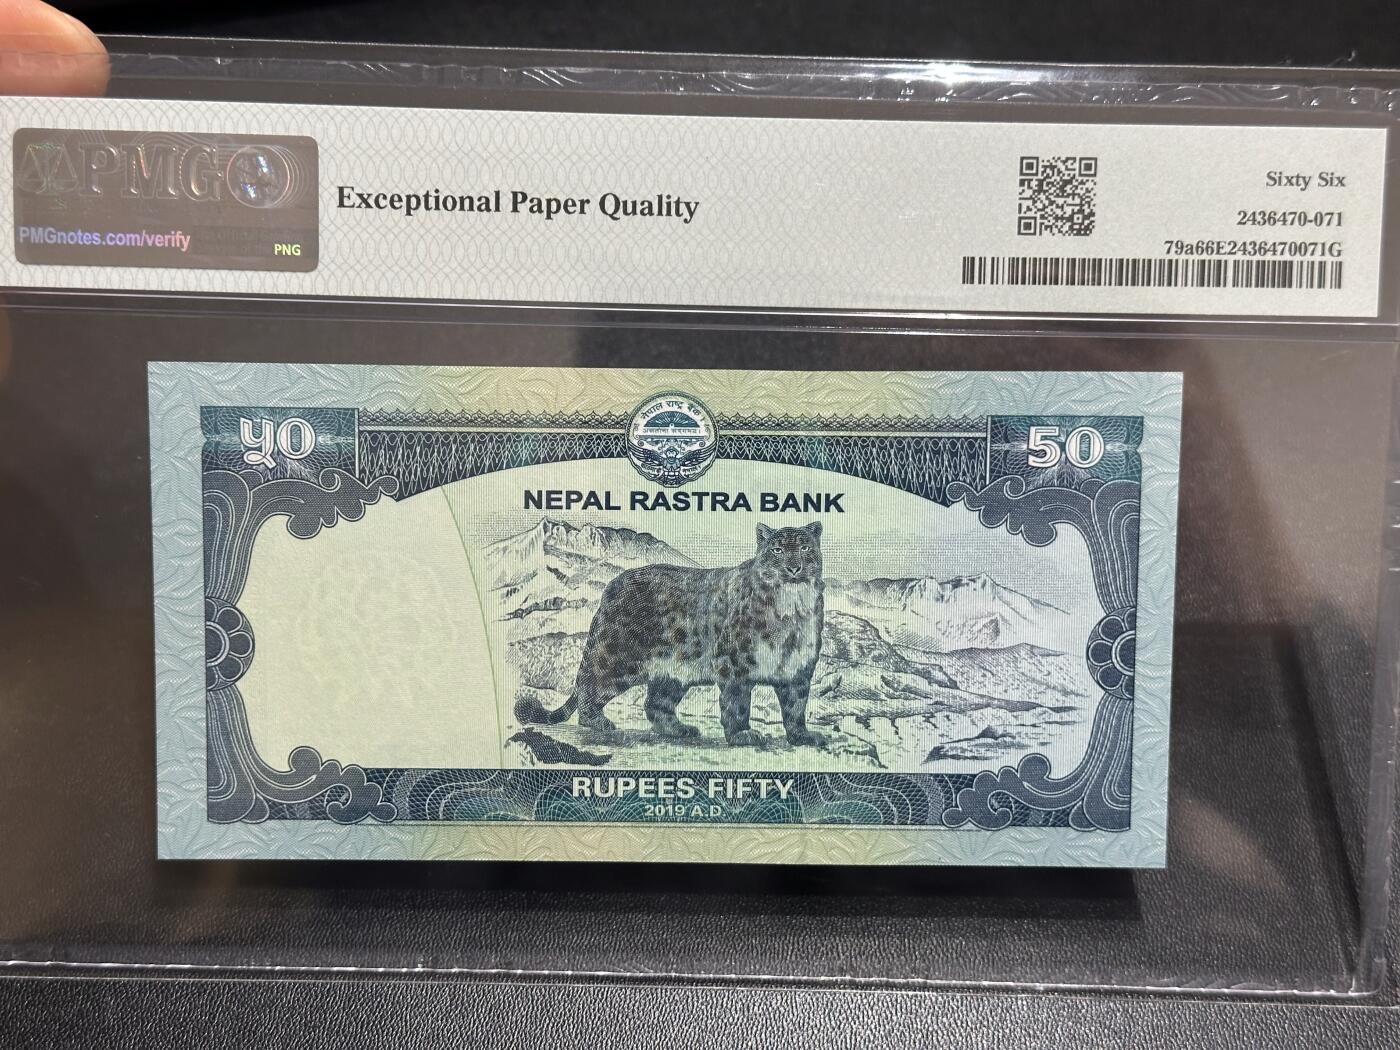 PMG
PMGnotes.com/verify
PNG
Exceptional Paper Quality
Sixty Six
2436470-071
79a66E2436470071G
५०
नेपाल राष्ट्र बैंक
50
NEPAL RASTRA BANK
RUPEES FIFTY
2019 A.D.